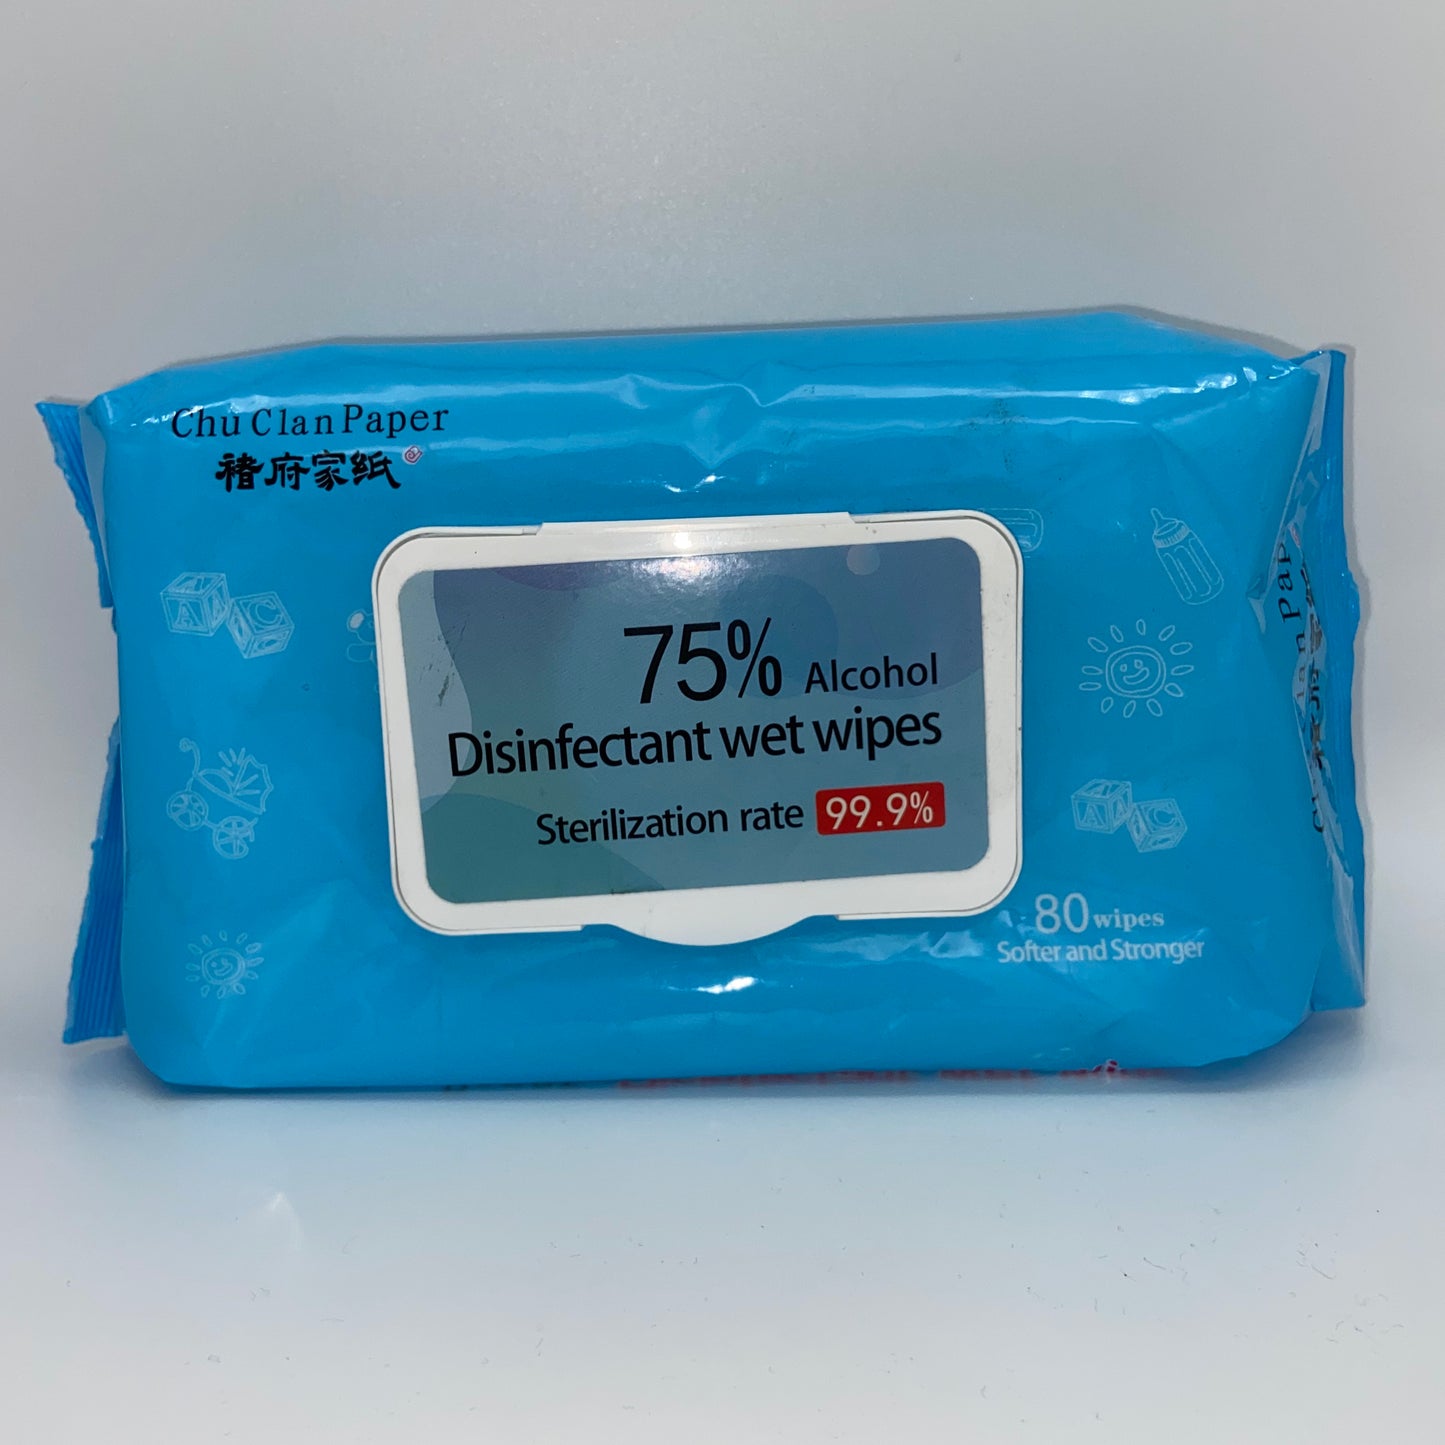 Chu Clan Paper
褚府家纸
75% Alcohol
Disinfectant wet wipes
Sterilization rate 99.9%
80 wipes
Softer and Stronger